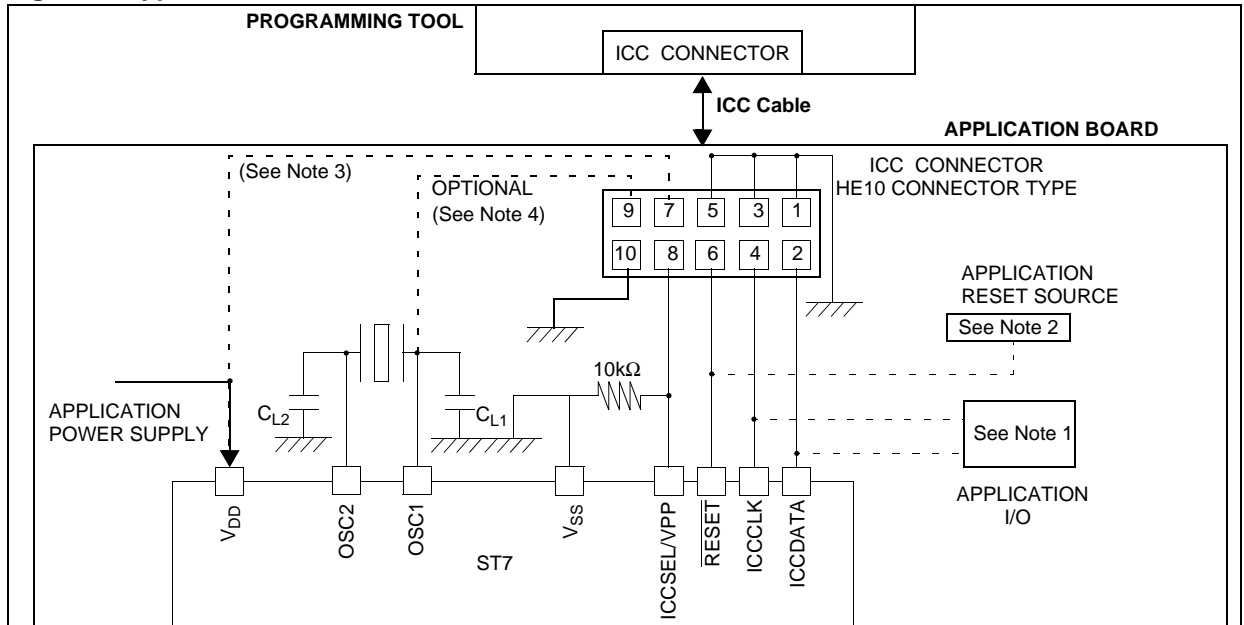 PROGRAMMING TOOL
ICC CONNECTOR
ICC Cable
APPLICATION BOARD
(See Note 3)
OPTIONAL
(See Note 4)
ICC CONNECTOR
HE10 CONNECTOR TYPE
9 7 5 3 1
10 8 6 4 2
APPLICATION
RESET SOURCE
See Note 2
10kΩ
APPLICATION
POWER SUPPLY
CL2
CL1
See Note 1
APPLICATION
I/O
VDD
OSC2
OSC1
VSS
ICCSEL/VPP
RESET
ICCCLK
ICCDATA
ST7